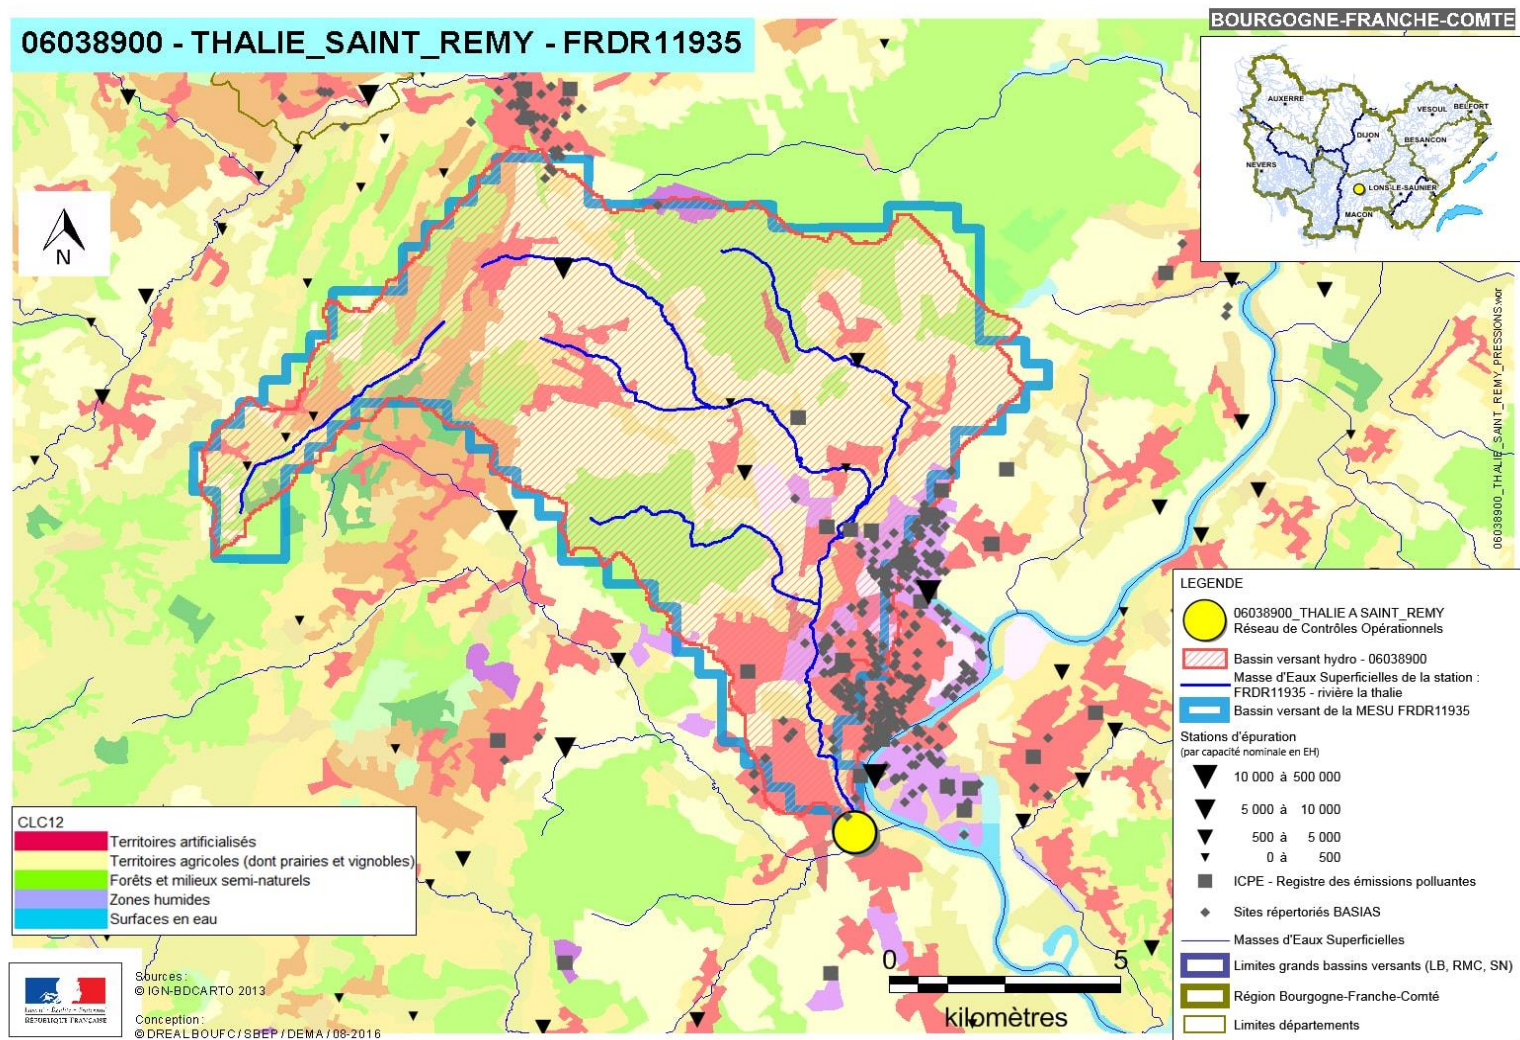 06038900 - THALIE_SAINT_REMY - FRDR11935
BOURGOGNE-FRANCHE-COMTE
AUXERRE
VESOUL
BELFORT
DIJON
BESANCON
NEVERS
LONS-LE-SAUNIER
MACON
N
06038900_THALIE_SAINT_REMY_PRESSIONS.wor
LEGENDE
06038900_THALIE A SAINT_REMY
Réseau de Contrôles Opérationnels
Bassin versant hydro - 06038900
Masse d'Eaux Superficielles de la station :
FRDR11935 - rivière la thalie
Bassin versant de la MESU FRDR11935
Stations d'épuration
(par capacité nominale en EH)
10 000 à 500 000
5 000 à 10 000
500 à 5 000
0 à 500
ICPE - Registre des émissions polluantes
Sites répertoriés BASIAS
Masses d'Eaux Superficielles
Limites grands bassins versants (LB, RMC, SN)
Région Bourgogne-Franche-Comté
Limites départements
CLC12
Territoires artificialisés
Territoires agricoles (dont prairies et vignobles)
Forêts et milieux semi-naturels
Zones humides
Surfaces en eau
0 5
kilomètres
Liberté • Égalité • Fraternité
RÉPUBLIQUE FRANÇAISE
Sources :
© IGN-BDCARTO 2013
Conception :
© DREALBOUFC / SBEP / DEMA / 08-2016